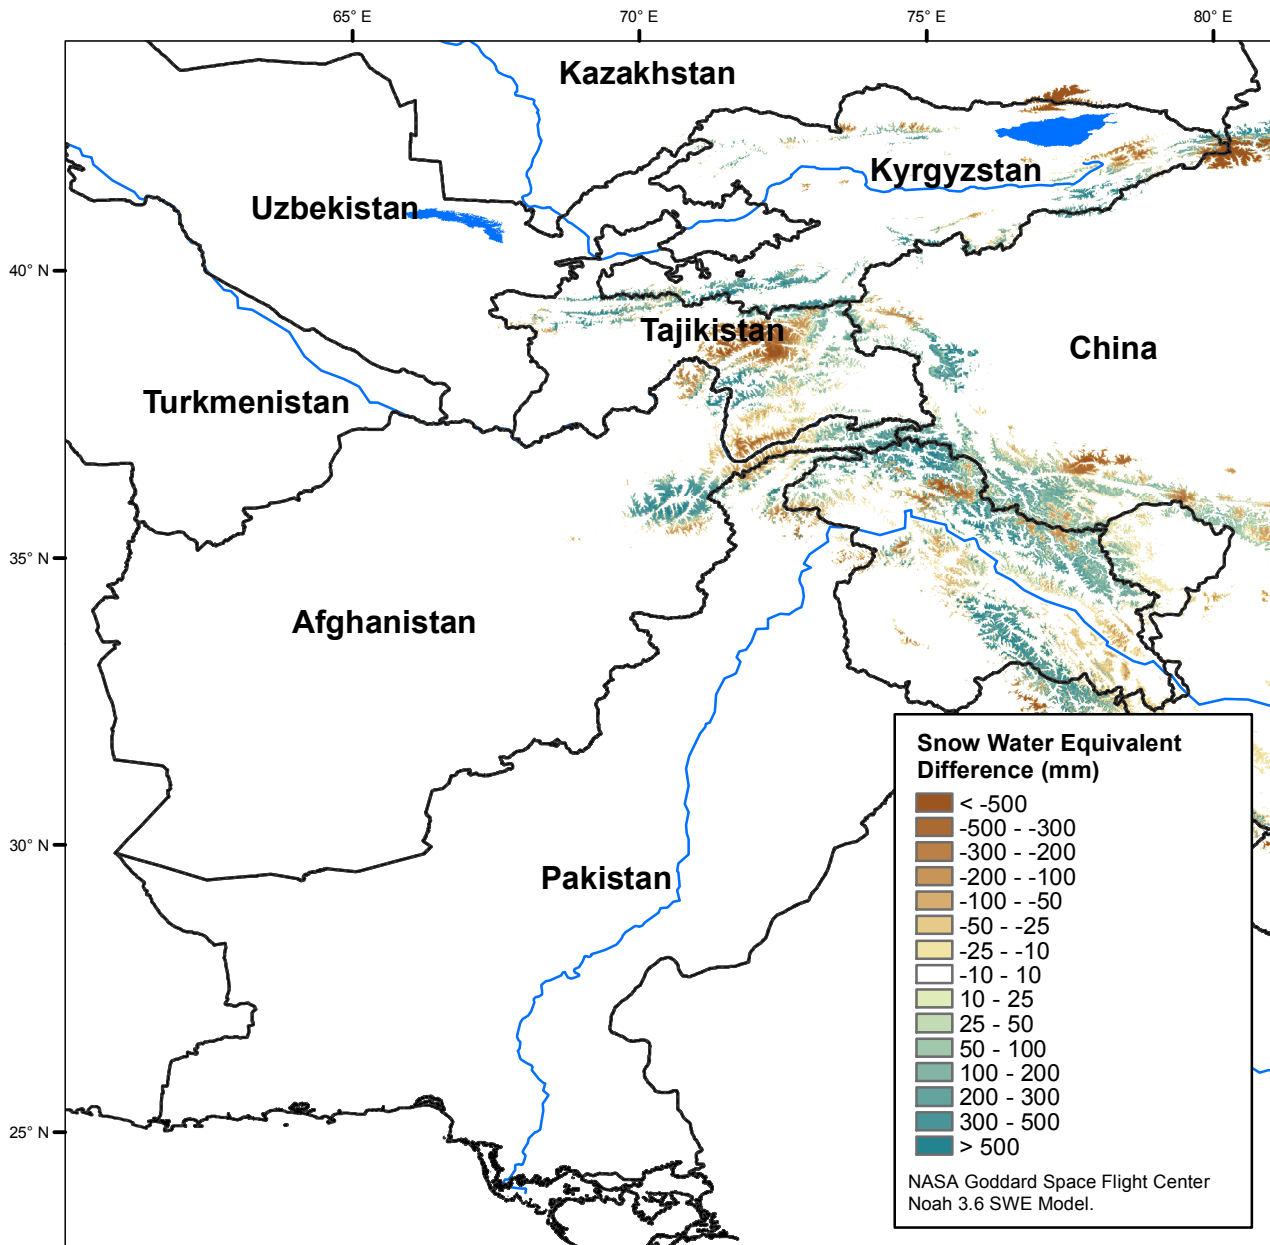 65° E
70° E
75° E
80° E
Kazakhstan
Kyrgyzstan
Uzbekistan
40° N
Tajikistan
China
Turkmenistan
35° N
Afghanistan
30° N
Pakistan
25° N
Snow Water Equivalent
Difference (mm)
< -500
-500 - -300
-300 - -200
-200 - -100
-100 - -50
-50 - -25
-25 - -10
-10 - 10
10 - 25
25 - 50
50 - 100
100 - 200
200 - 300
300 - 500
> 500
NASA Goddard Space Flight Center
Noah 3.6 SWE Model.